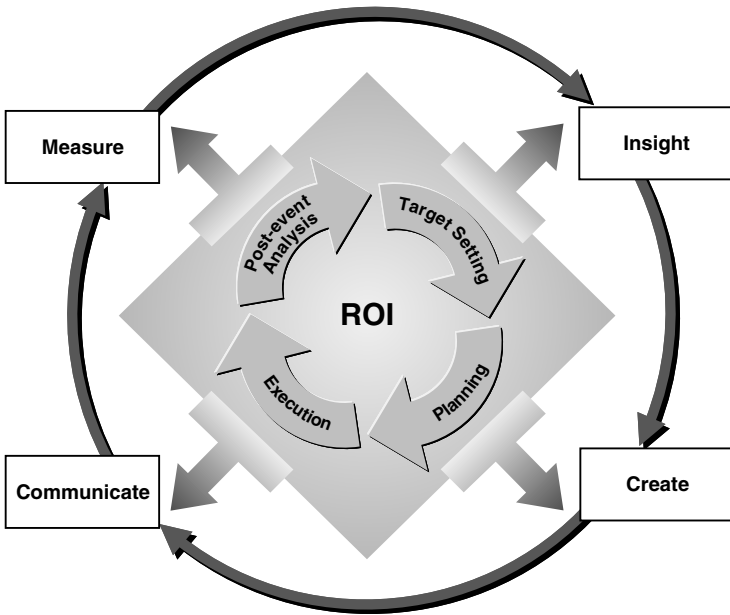 Measure
Insight
Post-event
Analysis
Target Setting
ROI
Execution
Planning
Communicate
Create